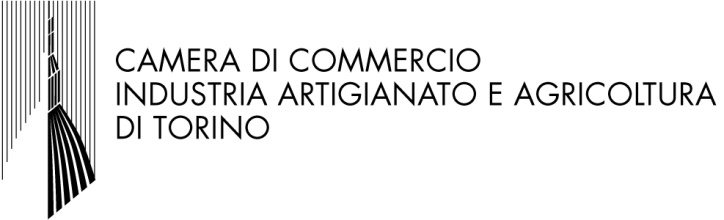 CAMERA DI COMMERCIO
INDUSTRIA ARTIGIANATO E AGRICOLTURA
DI TORINO